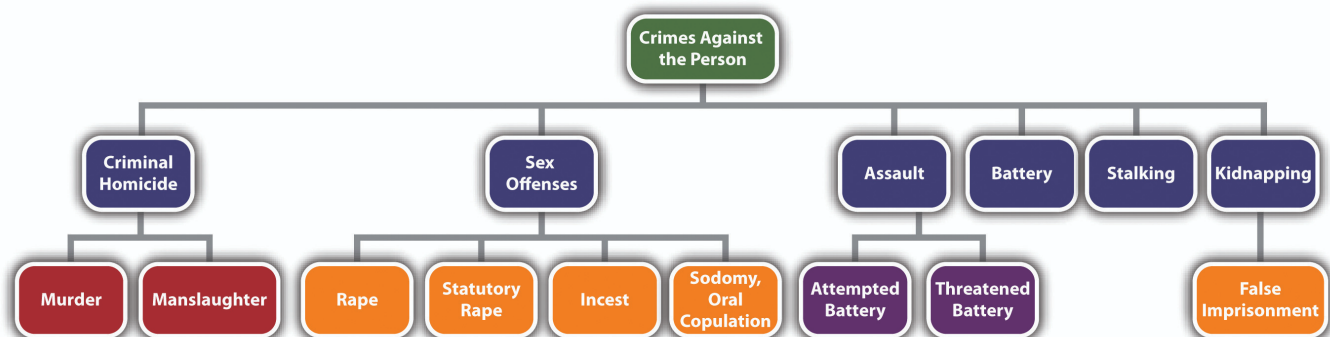 Crimes Against
the Person
Criminal
Homicide
Sex
Offenses
Assault
Battery
Stalking
Kidnapping
Murder
Manslaughter
Rape
Statutory
Rape
Incest
Sodomy,
Oral
Copulation
Attempted
Battery
Threatened
Battery
False
Imprisonment